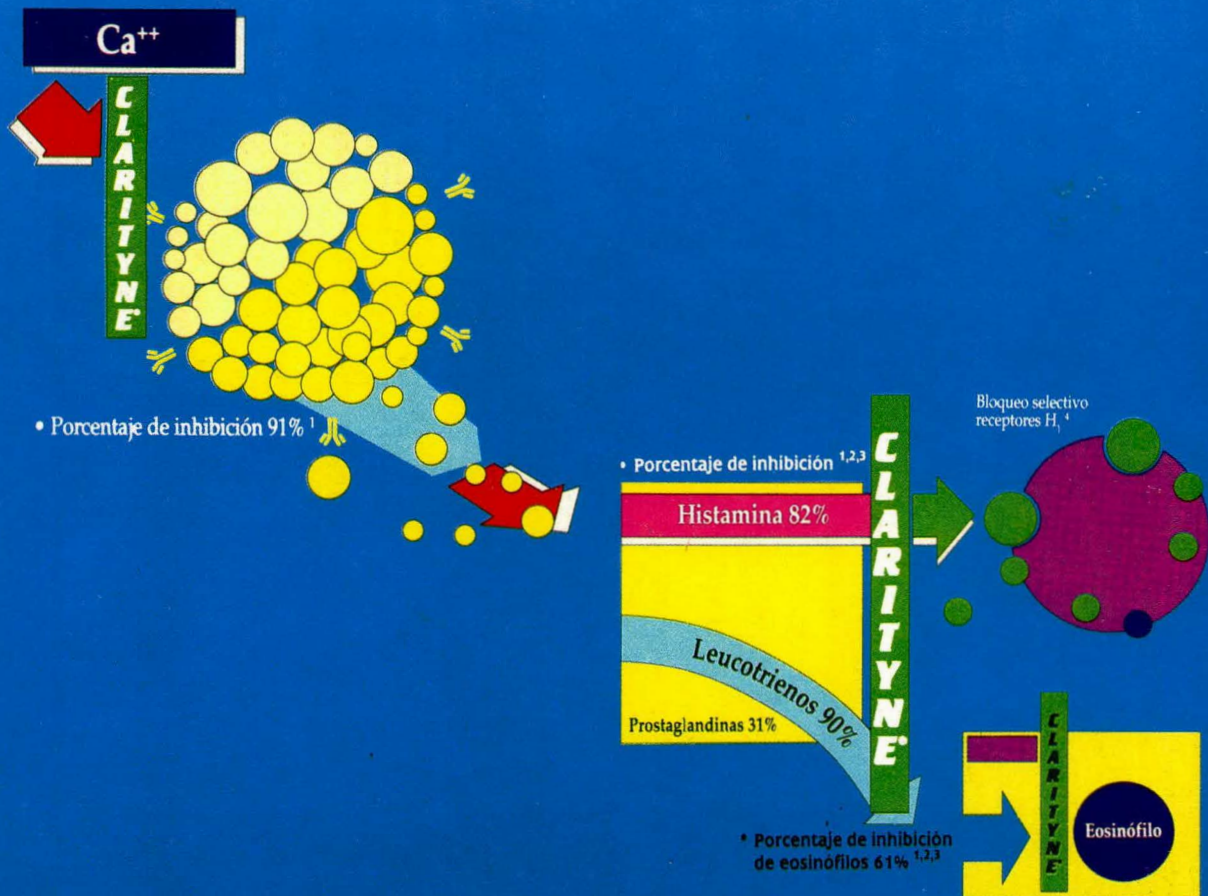 Ca⁺⁺
CLARITYNE®
• Porcentaje de inhibición 91% ¹
• Porcentaje de inhibición ¹,²,³
Histamina 82%
Leucotrienos 90%
Prostaglandinas 31%
CLARITYNE®
Bloqueo selectivo
receptores H₁ ⁴
• Porcentaje de inhibición
de eosinófilos 61% ¹,²,³
CLARITYNE
Eosinófilo